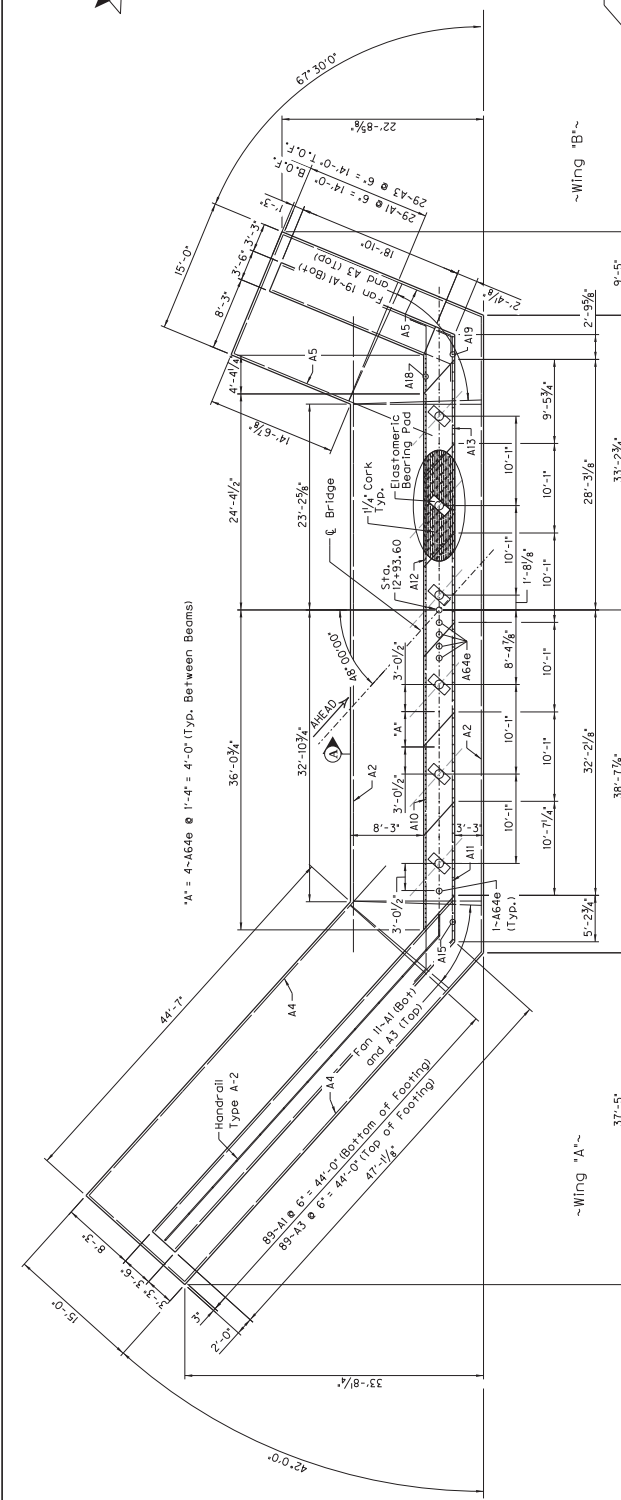 "A" = 4~A64e @ 1'-4" = 4'-0" (Typ. Between Beams)
15'-0"
8'-3"
3'-6"
3'-3"
3"
2'-0"
42°0'0"
33'-8¼"
44'-7"
A4
Handrail
Type A-2
A4
Fan 11~A1 (Bot)
and A3 (Top)
89~A1 @ 6" = 44'-0" (Bottom of Footing)
89~A3 @ 6" = 44'-0" (Top of Footing)
47'-1⅛"
~Wing "A"~
37'-5"
36'-0¾"
24'-4½"
4'-4¼"
32'-10¾"
23'-2⅝"
A2
A
AHEAD
48°00'00"
℄ Bridge
8'-3"
3'-3"
3'-0½"
3'-0½"
"A"
3'-0½"
A10
A12
Sta.
12+93.60
1¼" Cork
Typ.
Elastomeric
Bearing Pad
A18
A15
A11
A2
A64e
A13
A19
1~A64e
(Typ.)
10'-1"
10'-1"
8'-4⅞"
1'-8⅛"
10'-1"
10'-1"
10'-7¼"
10'-1"
10'-1"
10'-1"
10'-1"
9'-5¾"
5'-2¾"
32'-2⅛"
28'-3⅛"
2'-9⅝"
38'-7⅞"
33'-2¾"
9'-5"
15'-0"
8'-3"
3'-6"
3'-3"
1'-3"
14'-6⅞"
A5
A5
Fan 19~A1 (Bot)
and A3 (Top)
18'-10"
2'-4⅛"
29~A1 @ 6" = 14'-0" B.O.F.
29~A3 @ 6" = 14'-0" T.O.F.
22'-8⅝"
67°30'0"
~Wing "B"~